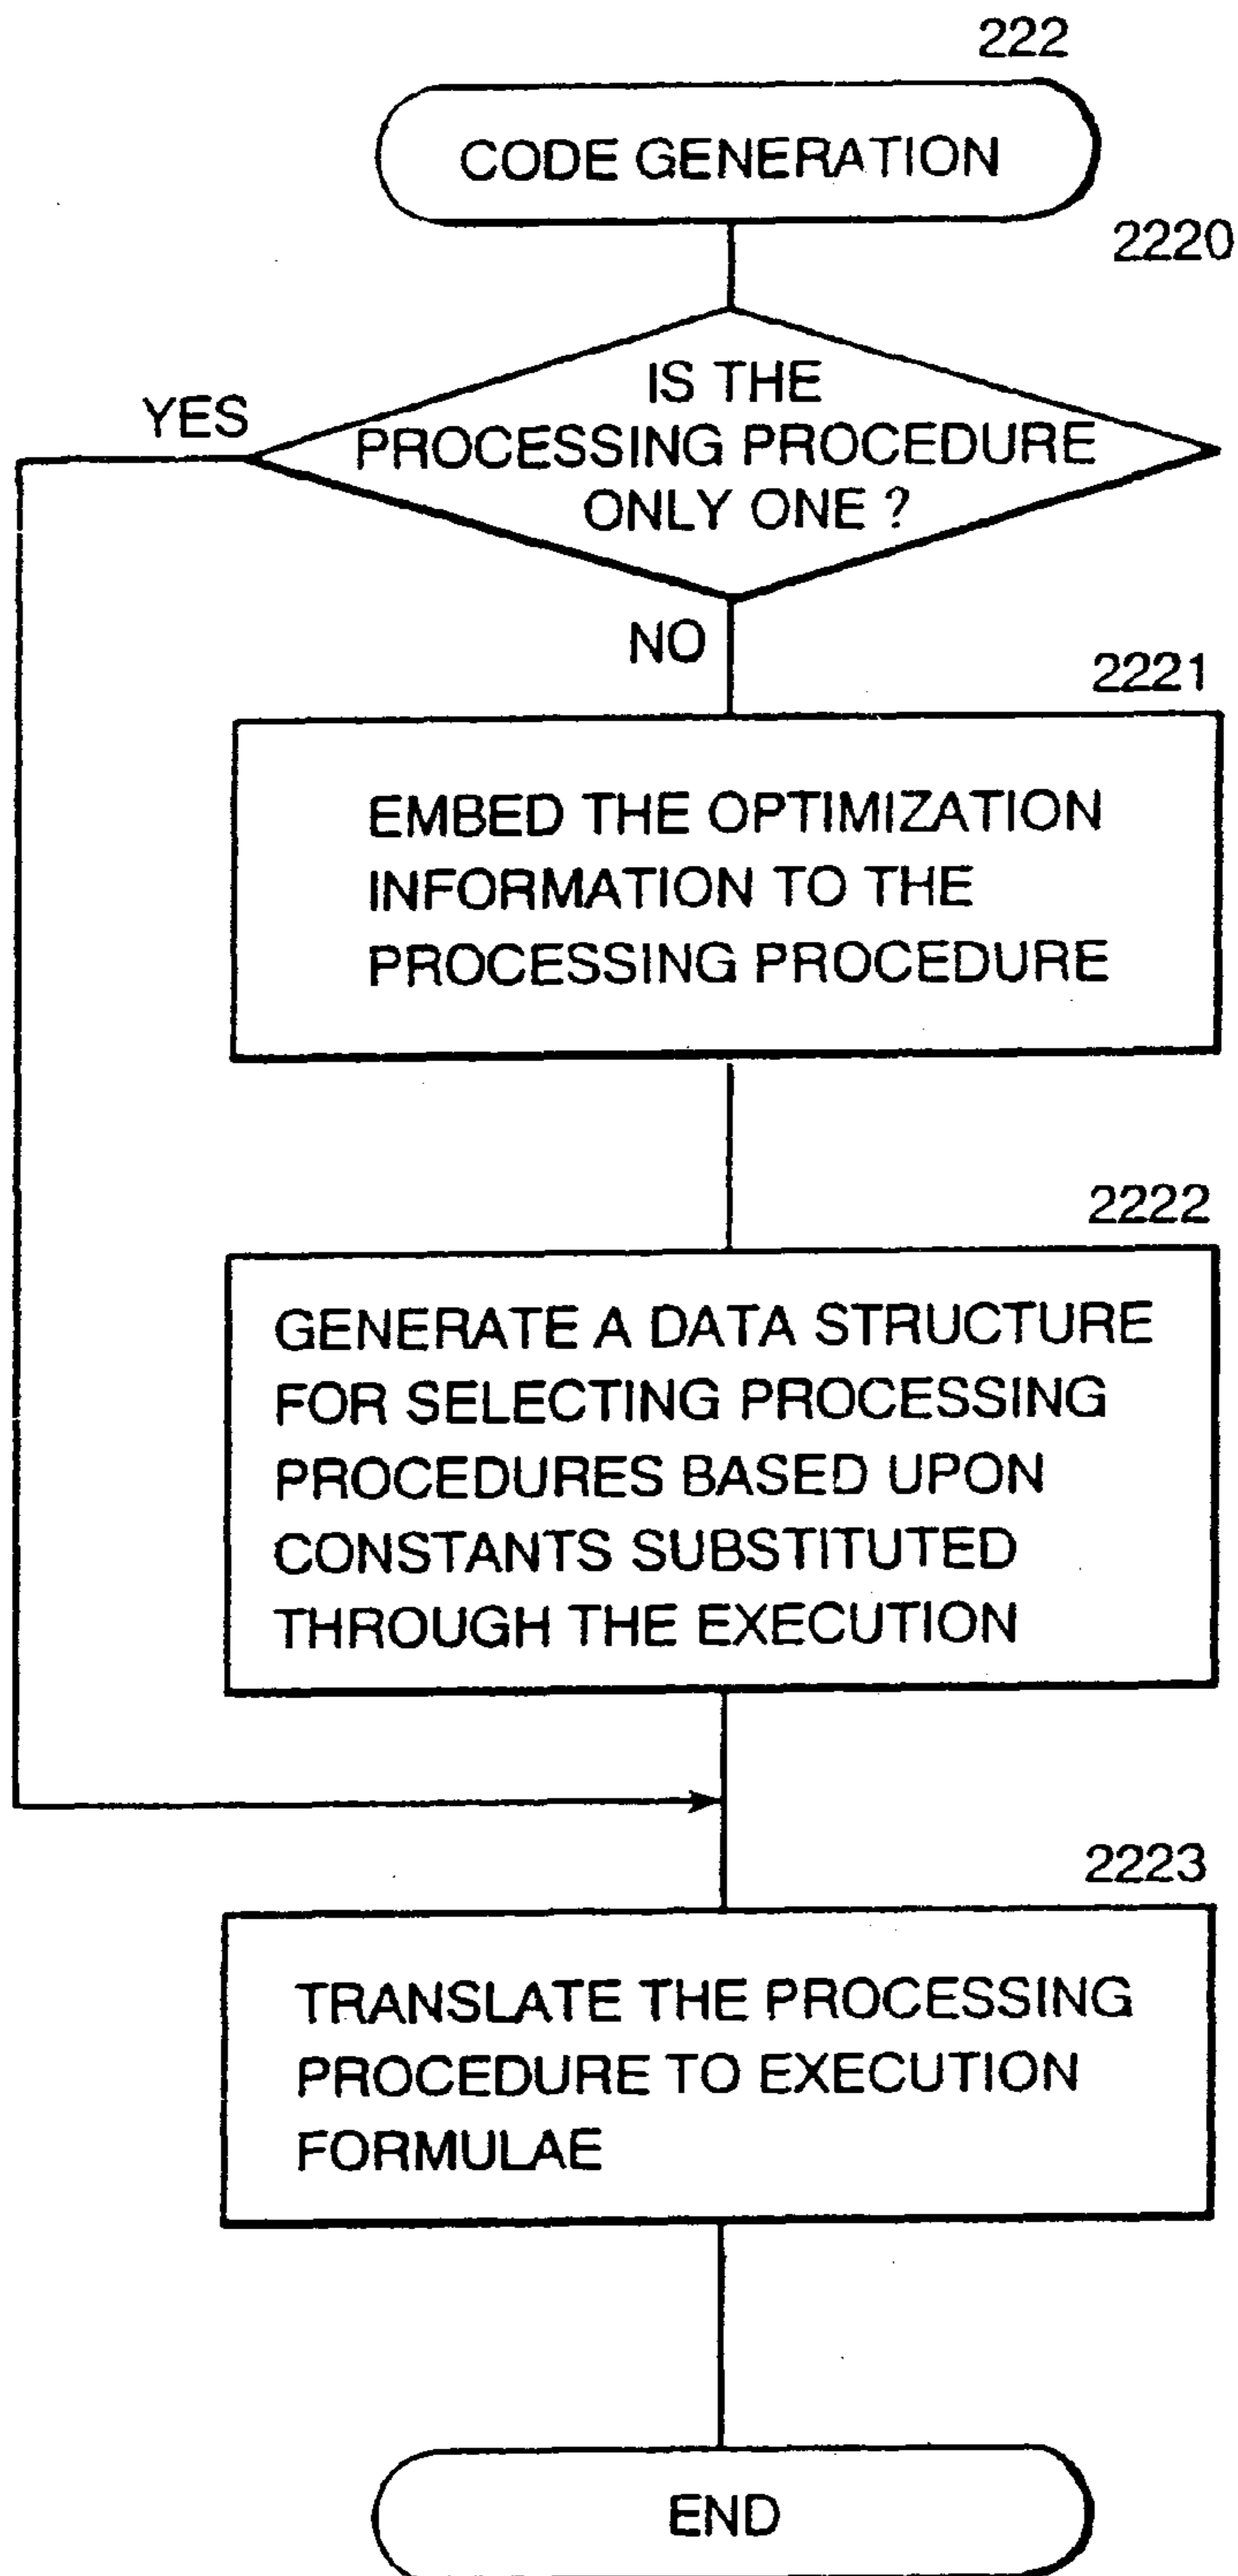 222
CODE GENERATION
2220
IS THE
PROCESSING PROCEDURE
ONLY ONE ?
YES
NO
2221
EMBED THE OPTIMIZATION
INFORMATION TO THE
PROCESSING PROCEDURE
2222
GENERATE A DATA STRUCTURE
FOR SELECTING PROCESSING
PROCEDURES BASED UPON
CONSTANTS SUBSTITUTED
THROUGH THE EXECUTION
2223
TRANSLATE THE PROCESSING
PROCEDURE TO EXECUTION
FORMULAE
END